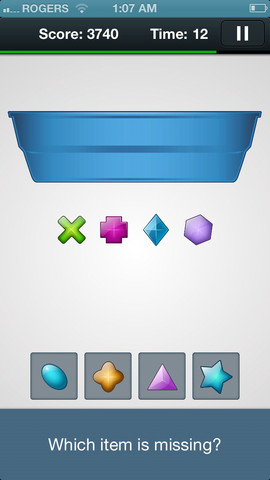 ROGERS 1:07 AM
Score: 3740 Time: 12
Which item is missing?